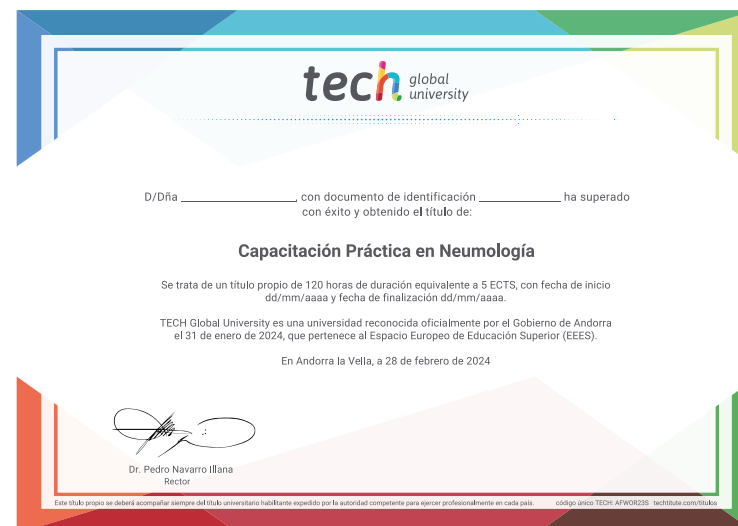 tech global
university
D/Dña ____________________, con documento de identificación ______________ ha superado
con éxito y obtenido el título de:
Capacitación Práctica en Neumología
Se trata de un título propio de 120 horas de duración equivalente a 5 ECTS, con fecha de inicio
dd/mm/aaaa y fecha de finalización dd/mm/aaaa.
TECH Global University es una universidad reconocida oficialmente por el Gobierno de Andorra
el 31 de enero de 2024, que pertenece al Espacio Europeo de Educación Superior (EEES).
En Andorra la Vella, a 28 de febrero de 2024
Dr. Pedro Navarro Illana
Rector
Este título propio se deberá acompañar siempre del título universitario habilitante expedido por la autoridad competente para ejercer profesionalmente en cada país. código único TECH: AFWOR23S techtitute.com/titulos